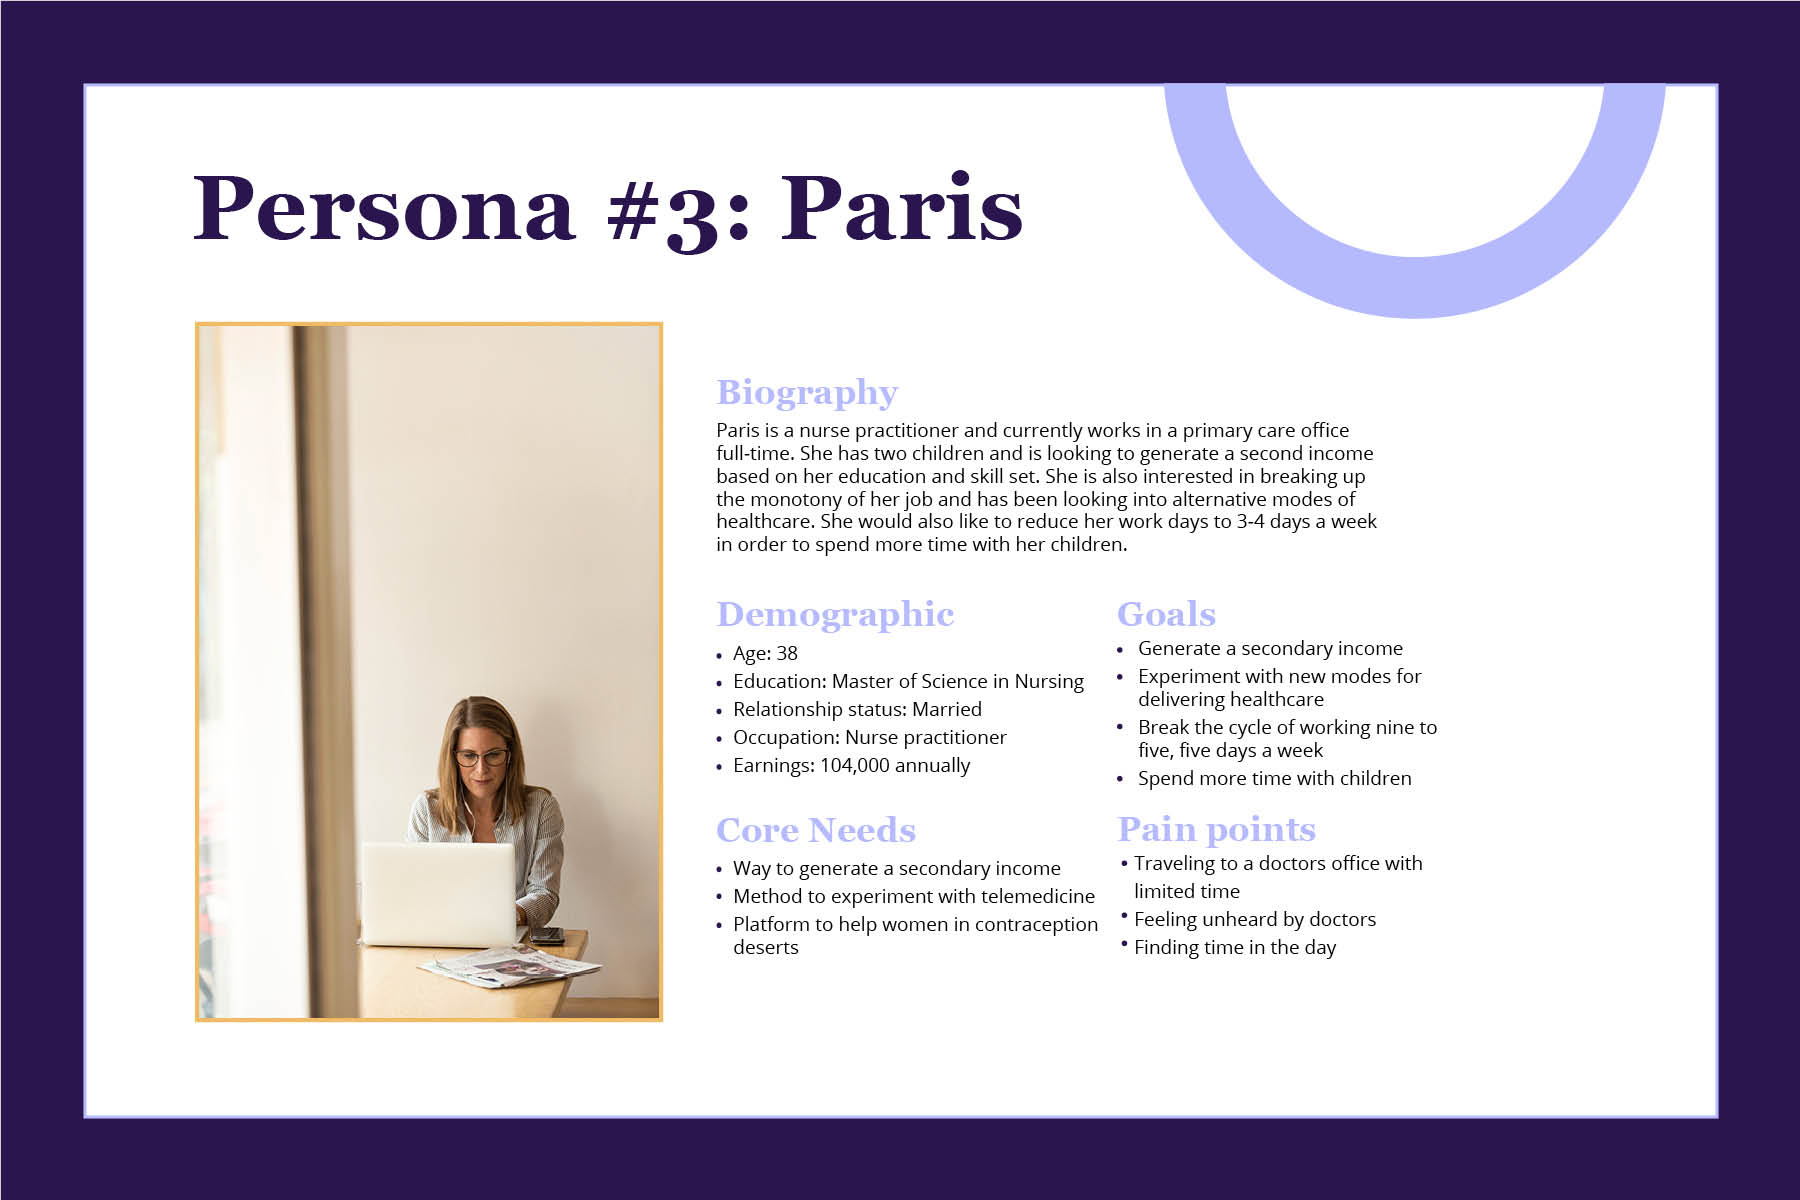 Persona #3: Paris
Biography
Paris is a nurse practitioner and currently works in a primary care office
full-time. She has two children and is looking to generate a second income
based on her education and skill set. She is also interested in breaking up
the monotony of her job and has been looking into alternative modes of
healthcare. She would also like to reduce her work days to 3-4 days a week
in order to spend more time with her children.
Demographic
• Age: 38
• Education: Master of Science in Nursing
• Relationship status: Married
• Occupation: Nurse practitioner
• Earnings: 104,000 annually
Goals
• Generate a secondary income
• Experiment with new modes for
delivering healthcare
• Break the cycle of working nine to
five, five days a week
• Spend more time with children
Core Needs
• Way to generate a secondary income
• Method to experiment with telemedicine
• Platform to help women in contraception
deserts
Pain points
• Traveling to a doctors office with
limited time
• Feeling unheard by doctors
• Finding time in the day